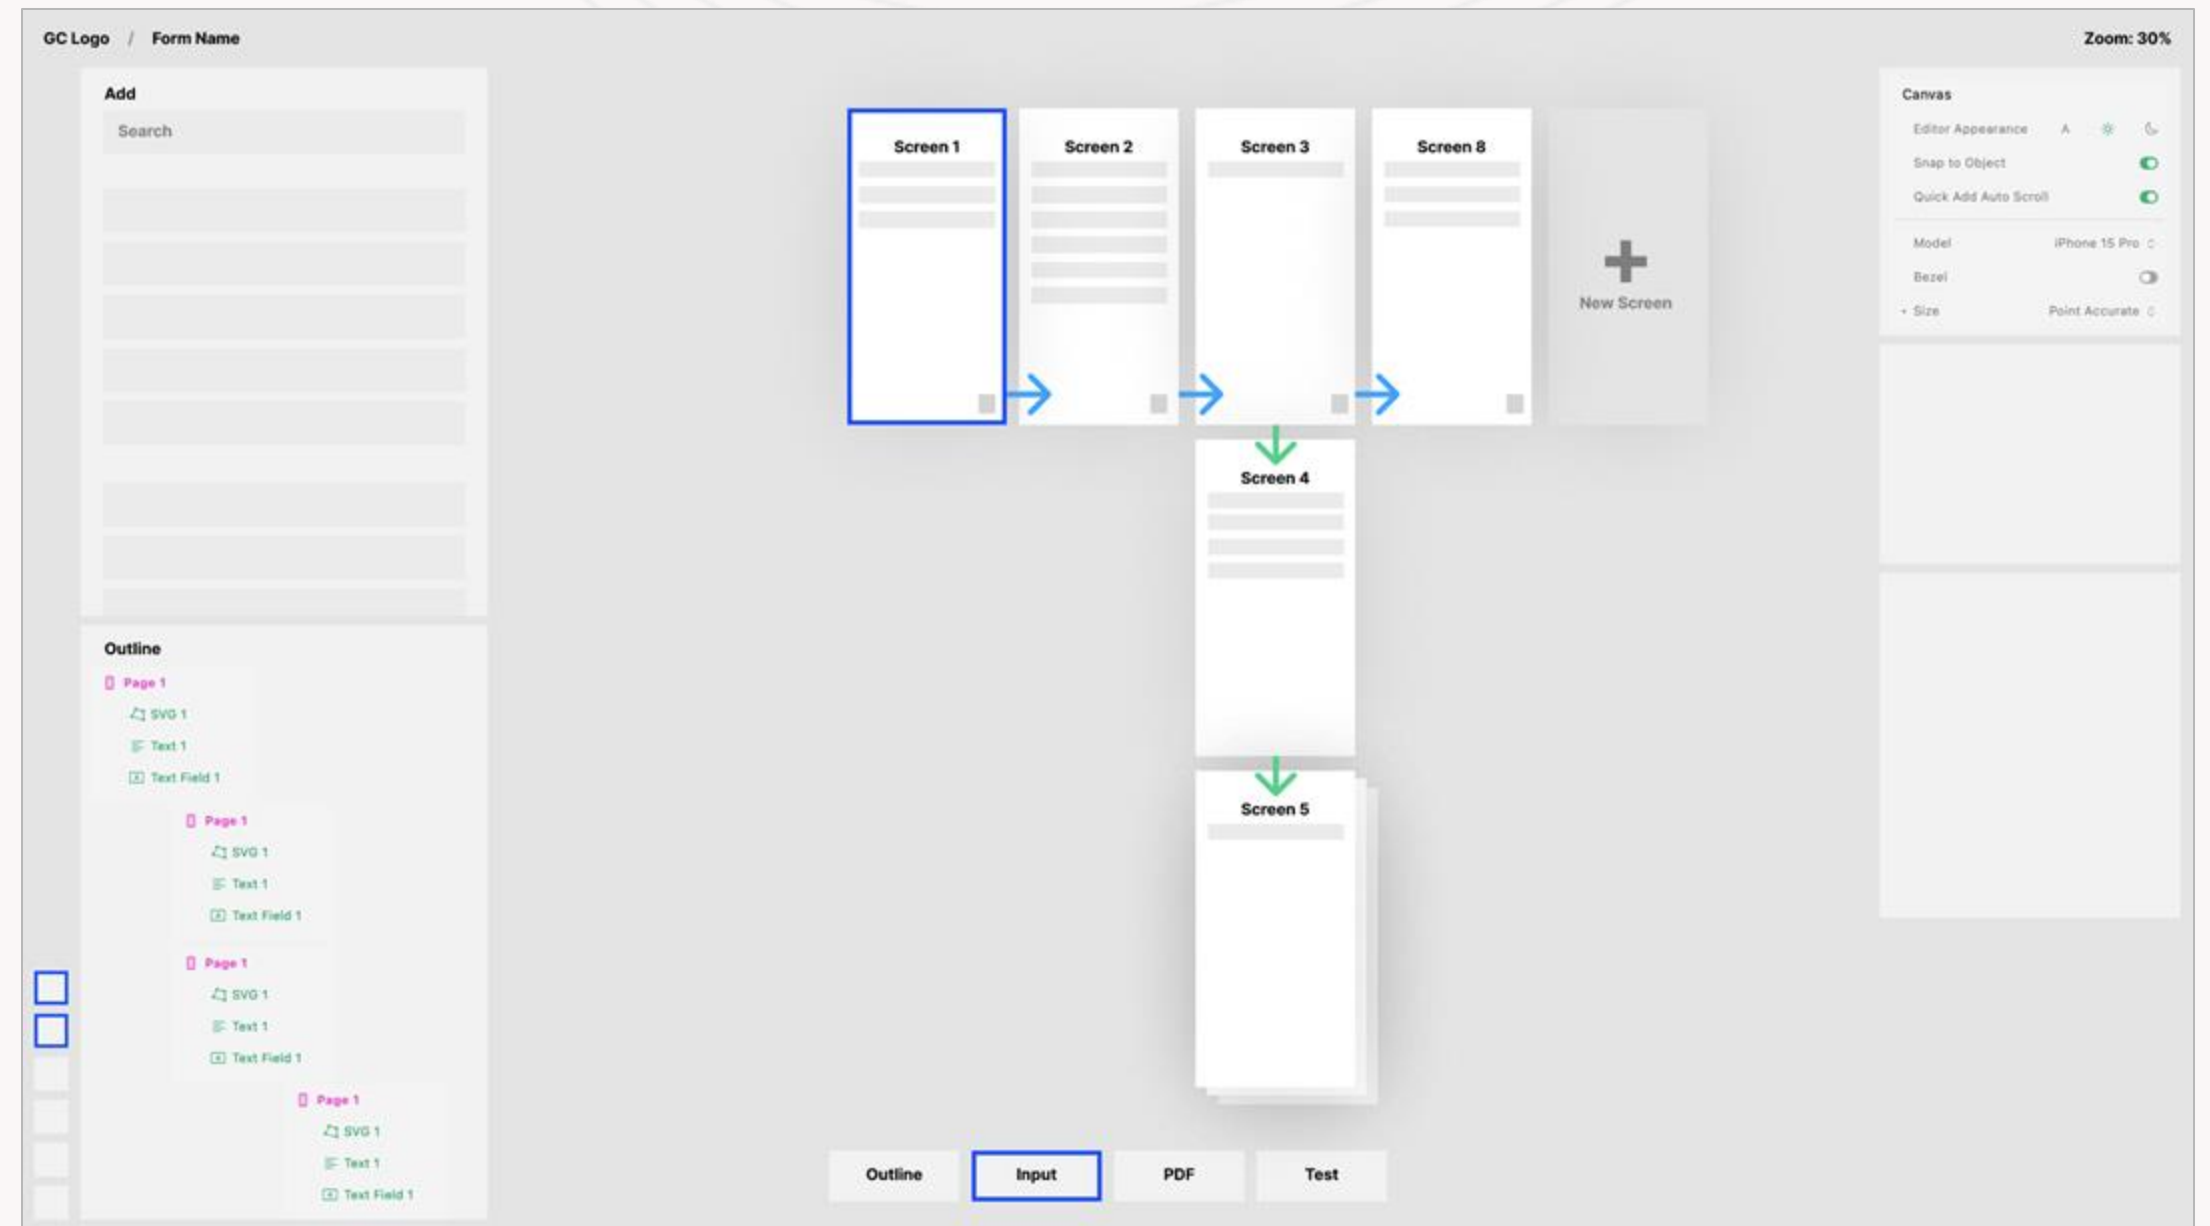 GC Logo / Form Name
Zoom: 30%
Add
Search
Outline
Page 1
SVG 1
Text 1
Text Field 1
Page 1
SVG 1
Text 1
Text Field 1
Page 1
SVG 1
Text 1
Text Field 1
Page 1
SVG 1
Text 1
Text Field 1
Screen 1
Screen 2
Screen 3
Screen 8
New Screen
Screen 4
Screen 5
Outline
Input
PDF
Test
Canvas
Editor Appearance A
Snap to Object
Quick Add Auto Scroll
Model iPhone 15 Pro
Bezel
Size Point Accurate